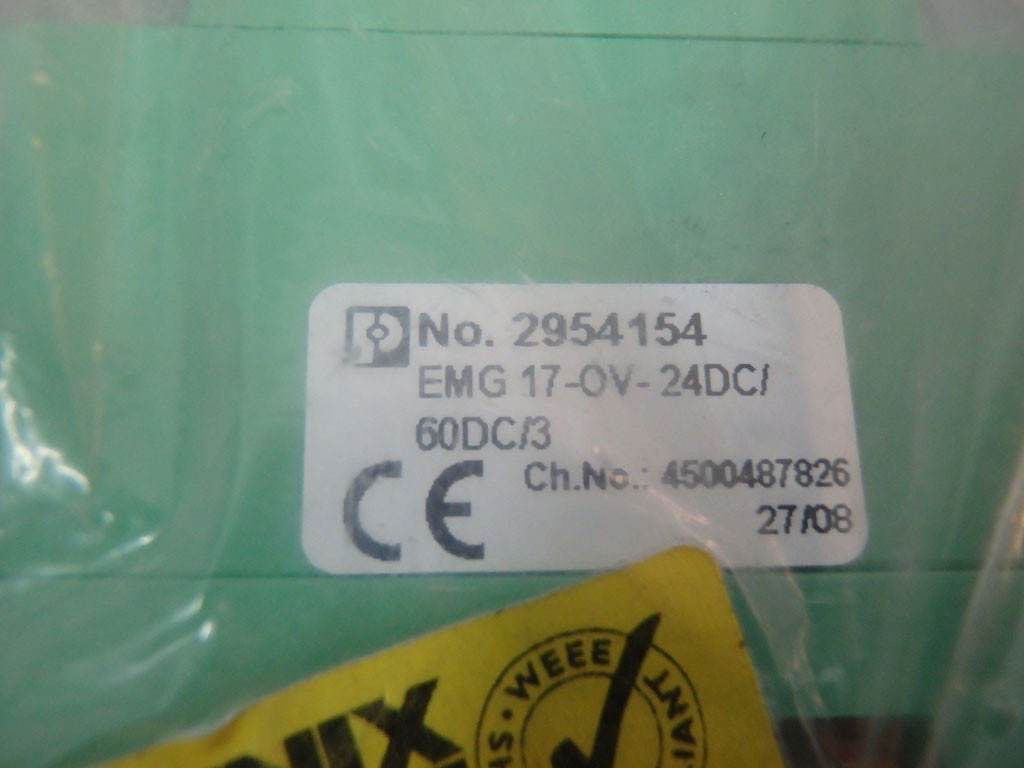 No. 2954154
EMG 17-OV- 24DC/
60DC/3
CE
Ch.No.: 4500487826
27/08
WEEE